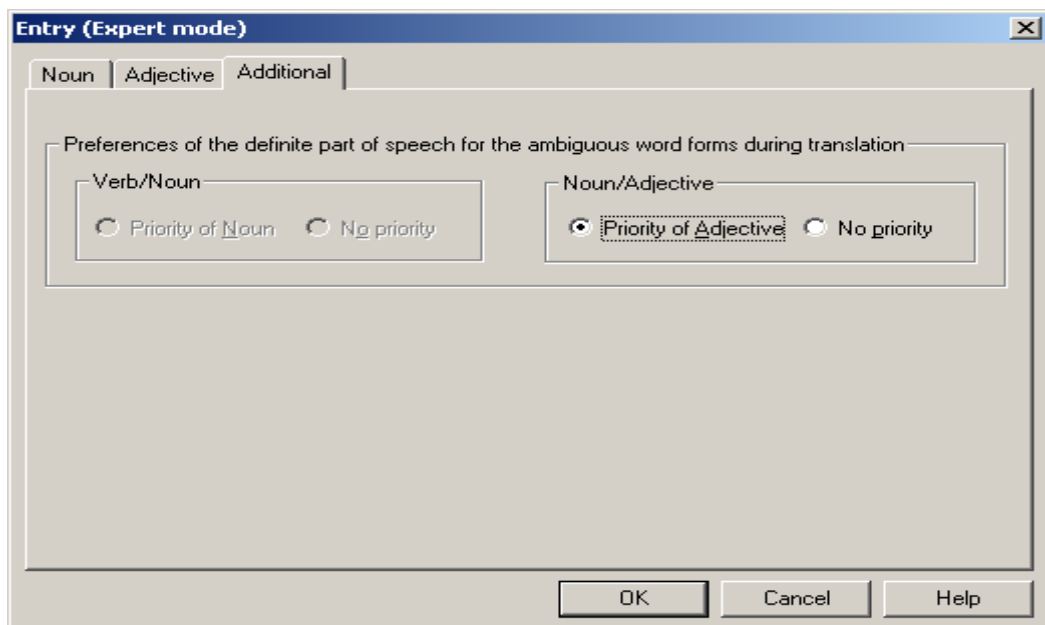 Entry (Expert mode)
Noun Adjective Additional
Preferences of the definite part of speech for the ambiguous word forms during translation
Verb/Noun Noun/Adjective
Priority of Noun No priority Priority of Adjective No priority
OK Cancel Help